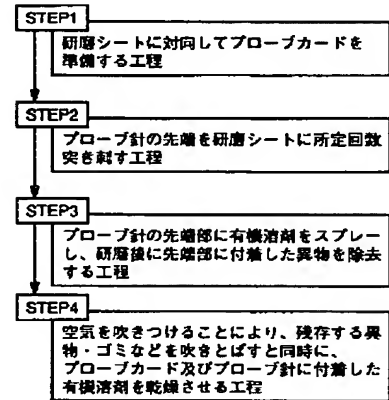 STEP1
研磨シートに対向してプローブカードを
準備する工程
STEP2
プローブ針の先端を研磨シートに所定回数
突き刺す工程
STEP3
プローブ針の先端部に有機溶剤をスプレー
し、研磨後に先端部に付着した異物を除去
する工程
STEP4
空気を吹きつけることにより、残存する異
物・ゴミなどを吹きとばすと同時に、
プローブカード及びプローブ針に付着した
有機溶剤を乾燥させる工程